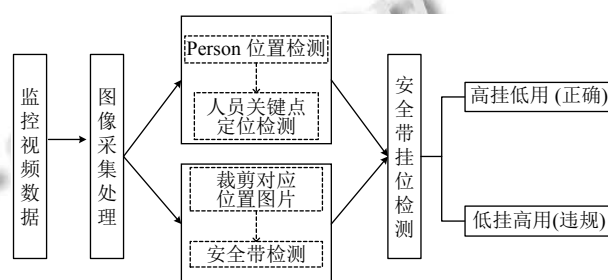 监控视频数据
图像采集处理
Person 位置检测
人员关键点
定位检测
裁剪对应
位置图片
安全带检测
安全带挂位检测
高挂低用 (正确)
低挂高用(违规)